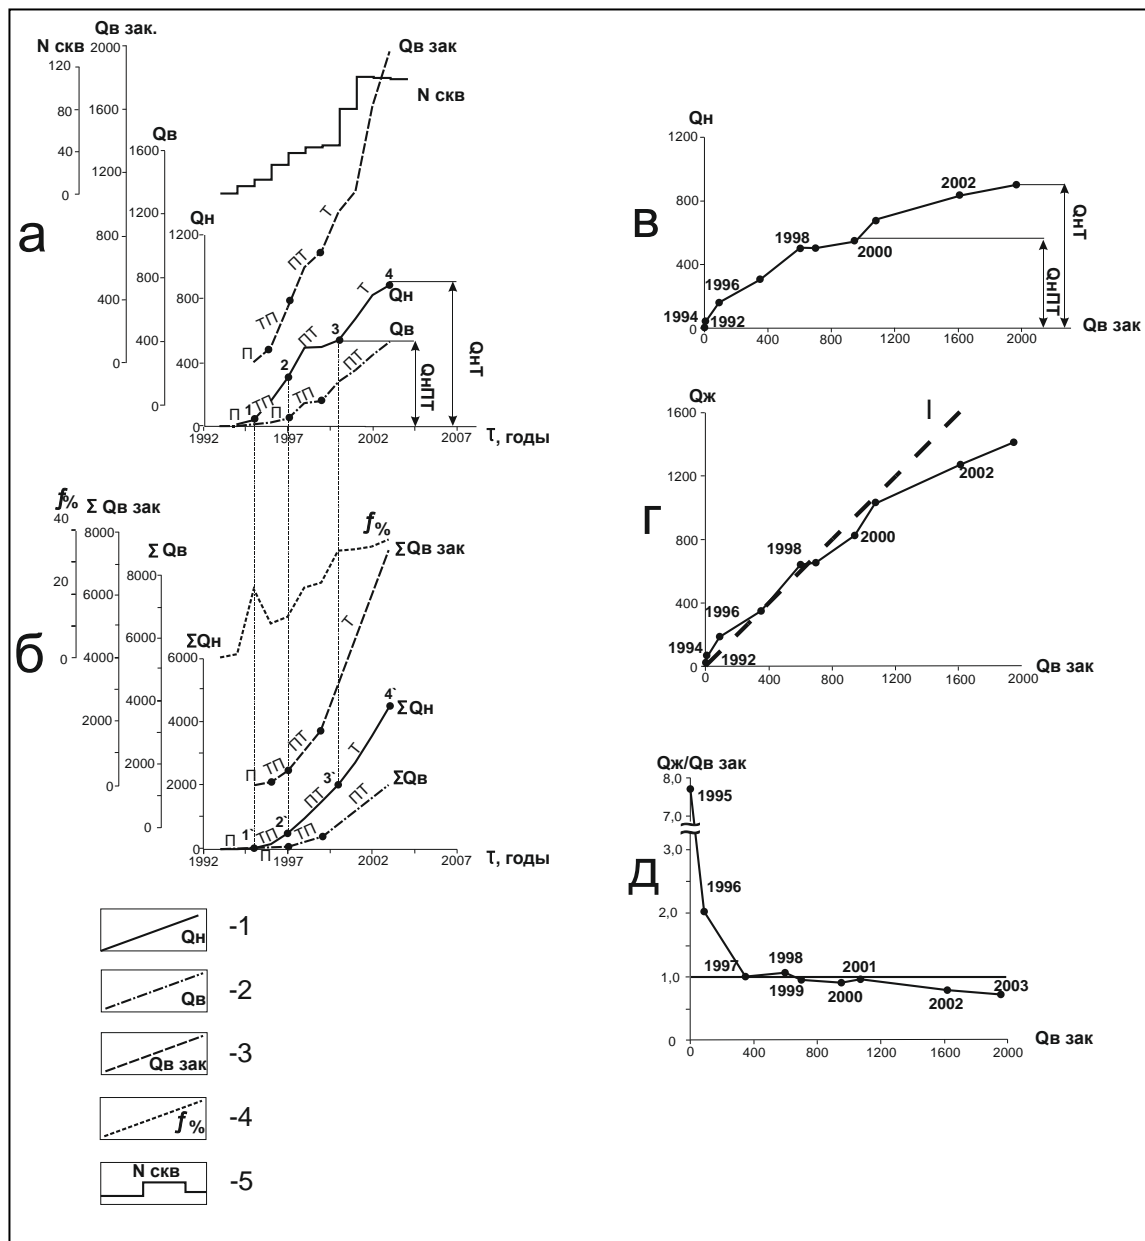 а
N скв
120
80
40
0
Qв зак.
2000
1600
1200
800
400
0
Qв
1600
1200
800
400
0
Qн
1200
800
400
0
Qв зак
N скв
П
ТП
ПТ
Т
П
1
ТП
2
ПТ
3
Т
4
Qн
П
ТП
ПТ
Qв
QнПТ
QнТ
1992
1997
2002
2007
τ, годы
б
f%
40
20
0
Σ Qв зак
8000
6000
4000
2000
0
Σ Qв
8000
6000
4000
2000
0
ΣQн
6000
4000
2000
0
f%
ΣQв зак
П
ТП
ПТ
Т
П
1`
ТП
2`
ПТ
3`
Т
4`
ΣQн
П
ТП
ПТ
ΣQв
1992
1997
2002
2007
τ, годы
Qн
-1
Qв
-2
Qв зак
-3
f%
-4
N скв
-5
в
Qн
1200
800
400
0
1992
1994
1996
1998
2000
2002
QнПТ
QнТ
0
400
800
1200
1600
2000
Qв зак
г
Qж
1600
1200
800
400
0
I
1992
1994
1996
1998
2000
2002
Qв зак
0
400
800
1200
1600
2000
д
Qж/Qв зак
8,0
7,0
3,0
2,0
1,0
0
1995
1996
1997
1998
1999
2000
2001
2002
2003
0
400
800
1200
1600
2000
Qв зак